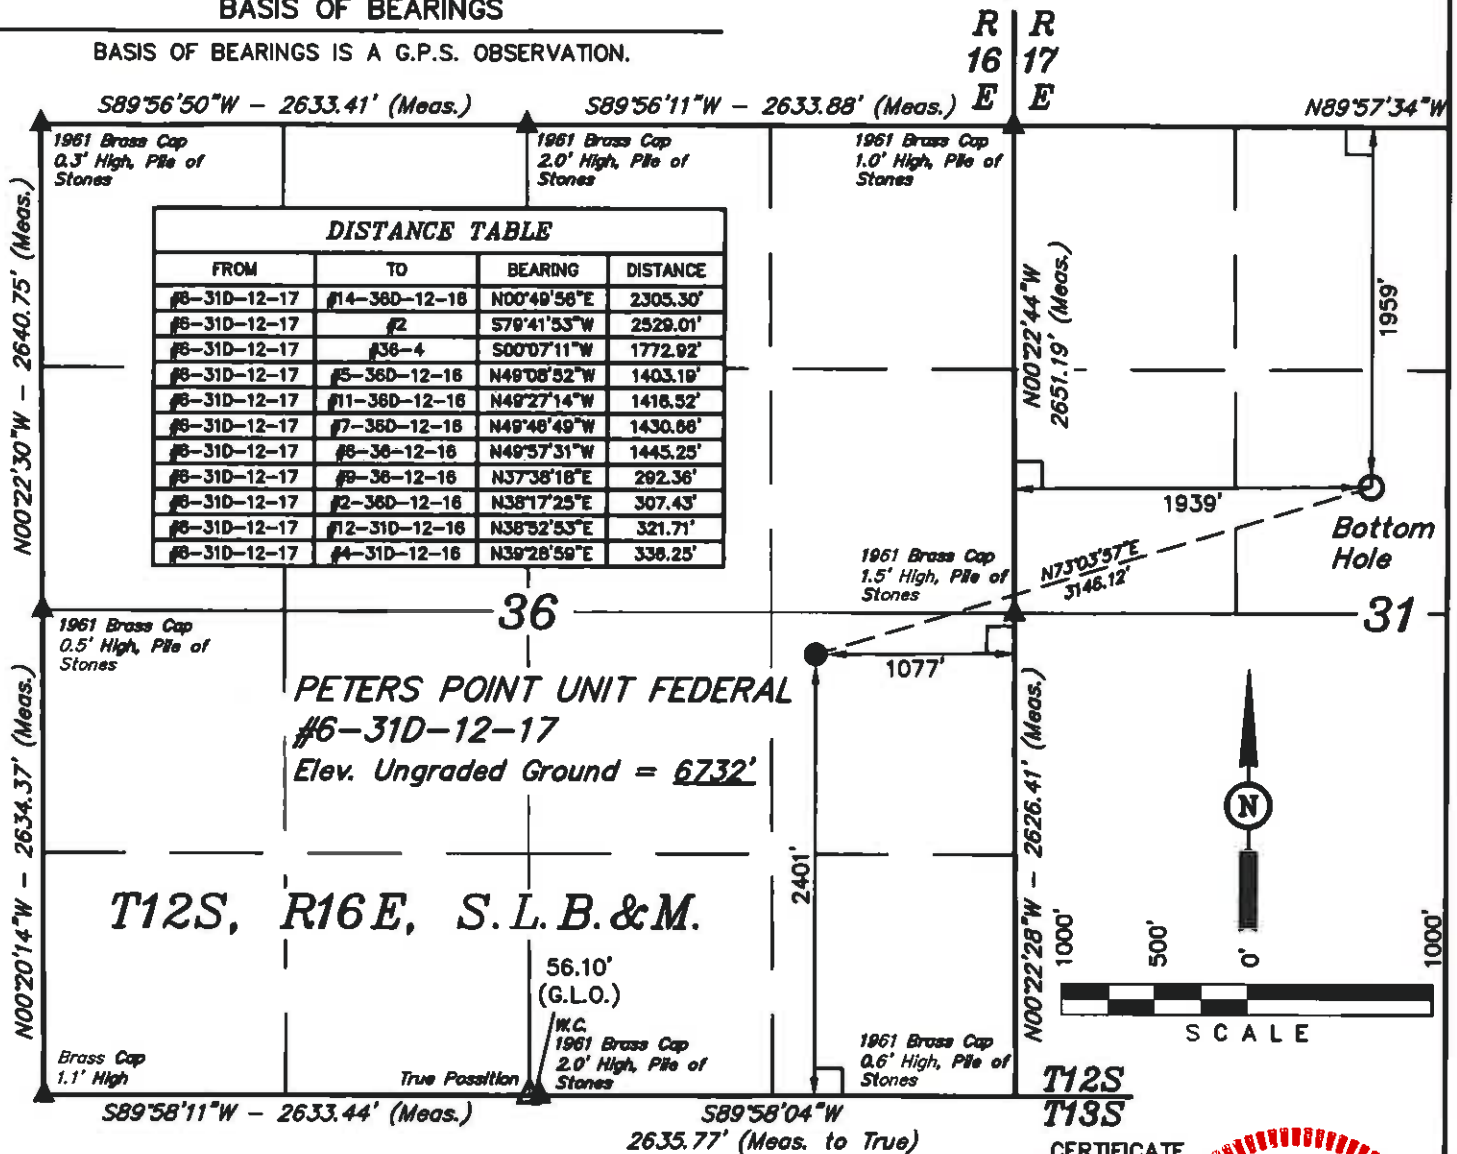 BASIS OF BEARINGS
BASIS OF BEARINGS IS A G.P.S. OBSERVATION.
R R
16 17
E E
S89°56'50"W - 2633.41' (Meas.)
S89°56'11"W - 2633.88' (Meas.)
N89°57'34"W
1961 Brass Cap
0.3' High, Pile of
Stones
1961 Brass Cap
2.0' High, Pile of
Stones
1961 Brass Cap
1.0' High, Pile of
Stones
N00°22'30"W - 2640.75' (Meas.)
DISTANCE TABLE
FROM TO BEARING DISTANCE
#6-31D-12-17 #14-36D-12-16 N00°49'56"E 2305.30'
#6-31D-12-17 #2 S79°41'53"W 2529.01'
#6-31D-12-17 #36-4 S00°07'11"W 1772.92'
#6-31D-12-17 #5-36D-12-16 N49°08'52"W 1403.19'
#6-31D-12-17 #11-36D-12-16 N49°27'14"W 1416.52'
#6-31D-12-17 #7-36D-12-16 N49°46'49"W 1430.66'
#6-31D-12-17 #6-36-12-16 N49°57'31"W 1445.25'
#6-31D-12-17 #9-36-12-16 N37°38'18"E 292.36'
#6-31D-12-17 #2-36D-12-16 N38°17'25"E 307.43'
#6-31D-12-17 #12-31D-12-16 N38°52'53"E 321.71'
#6-31D-12-17 #4-31D-12-16 N39°28'59"E 336.25'
N00°22'44"W
2651.19' (Meas.)
1959'
1939'
Bottom
Hole
1961 Brass Cap
1.5' High, Pile of
Stones
N73°03'57"E
3146.12'
36
31
1961 Brass Cap
0.5' High, Pile of
Stones
1077'
PETERS POINT UNIT FEDERAL
#6-31D-12-17
Elev. Ungraded Ground = 6732'
N00°20'14"W - 2634.37' (Meas.)
2401'
N00°22'28"W - 2626.41' (Meas.)
N
T12S, R16E, S.L.B.&M.
56.10'
(G.L.O.)
W.C.
1961 Brass Cap
2.0' High, Pile of
Stones
1000' 500' 0' 1000'
SCALE
Brass Cap
1.1' High
True Possition
1961 Brass Cap
0.6' High, Pile of
Stones
T12S
T13S
S89°58'11"W - 2633.44' (Meas.)
S89°58'04"W
2635.77' (Meas. to True)
CERTIFICATE